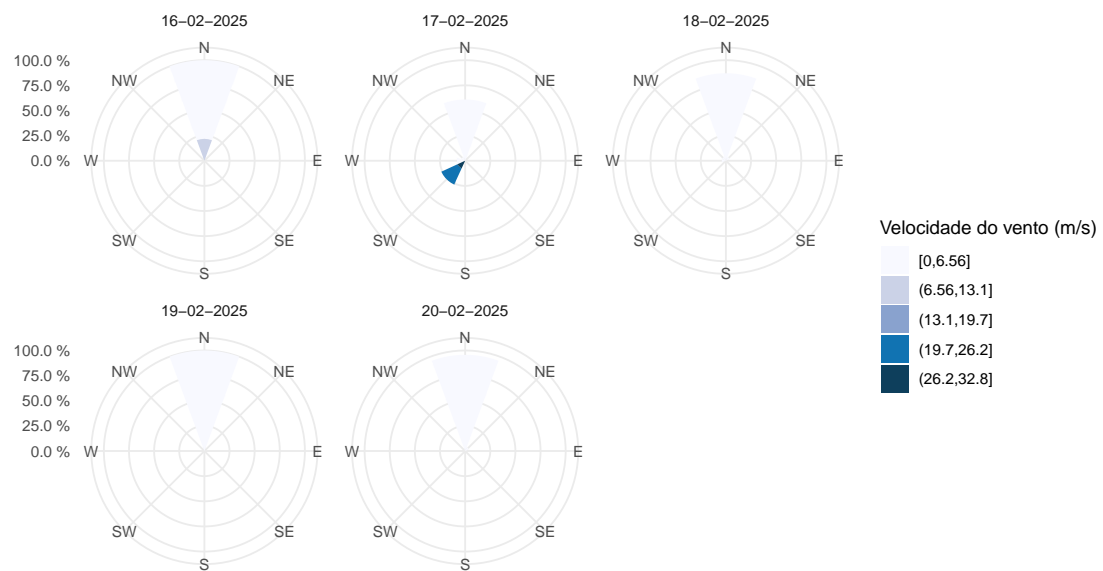 16−02−2025
17−02−2025
18−02−2025
N
NE
E
SE
S
SW
W
NW
N
NE
E
SE
S
SW
W
NW
N
NE
E
SE
S
SW
W
NW
100.0 %
75.0 %
50.0 %
25.0 %
0.0 %
19−02−2025
20−02−2025
N
NE
E
SE
S
SW
W
NW
N
NE
E
SE
S
SW
W
NW
100.0 %
75.0 %
50.0 %
25.0 %
0.0 %
Velocidade do vento (m/s)
[0,6.56]
(6.56,13.1]
(13.1,19.7]
(19.7,26.2]
(26.2,32.8]